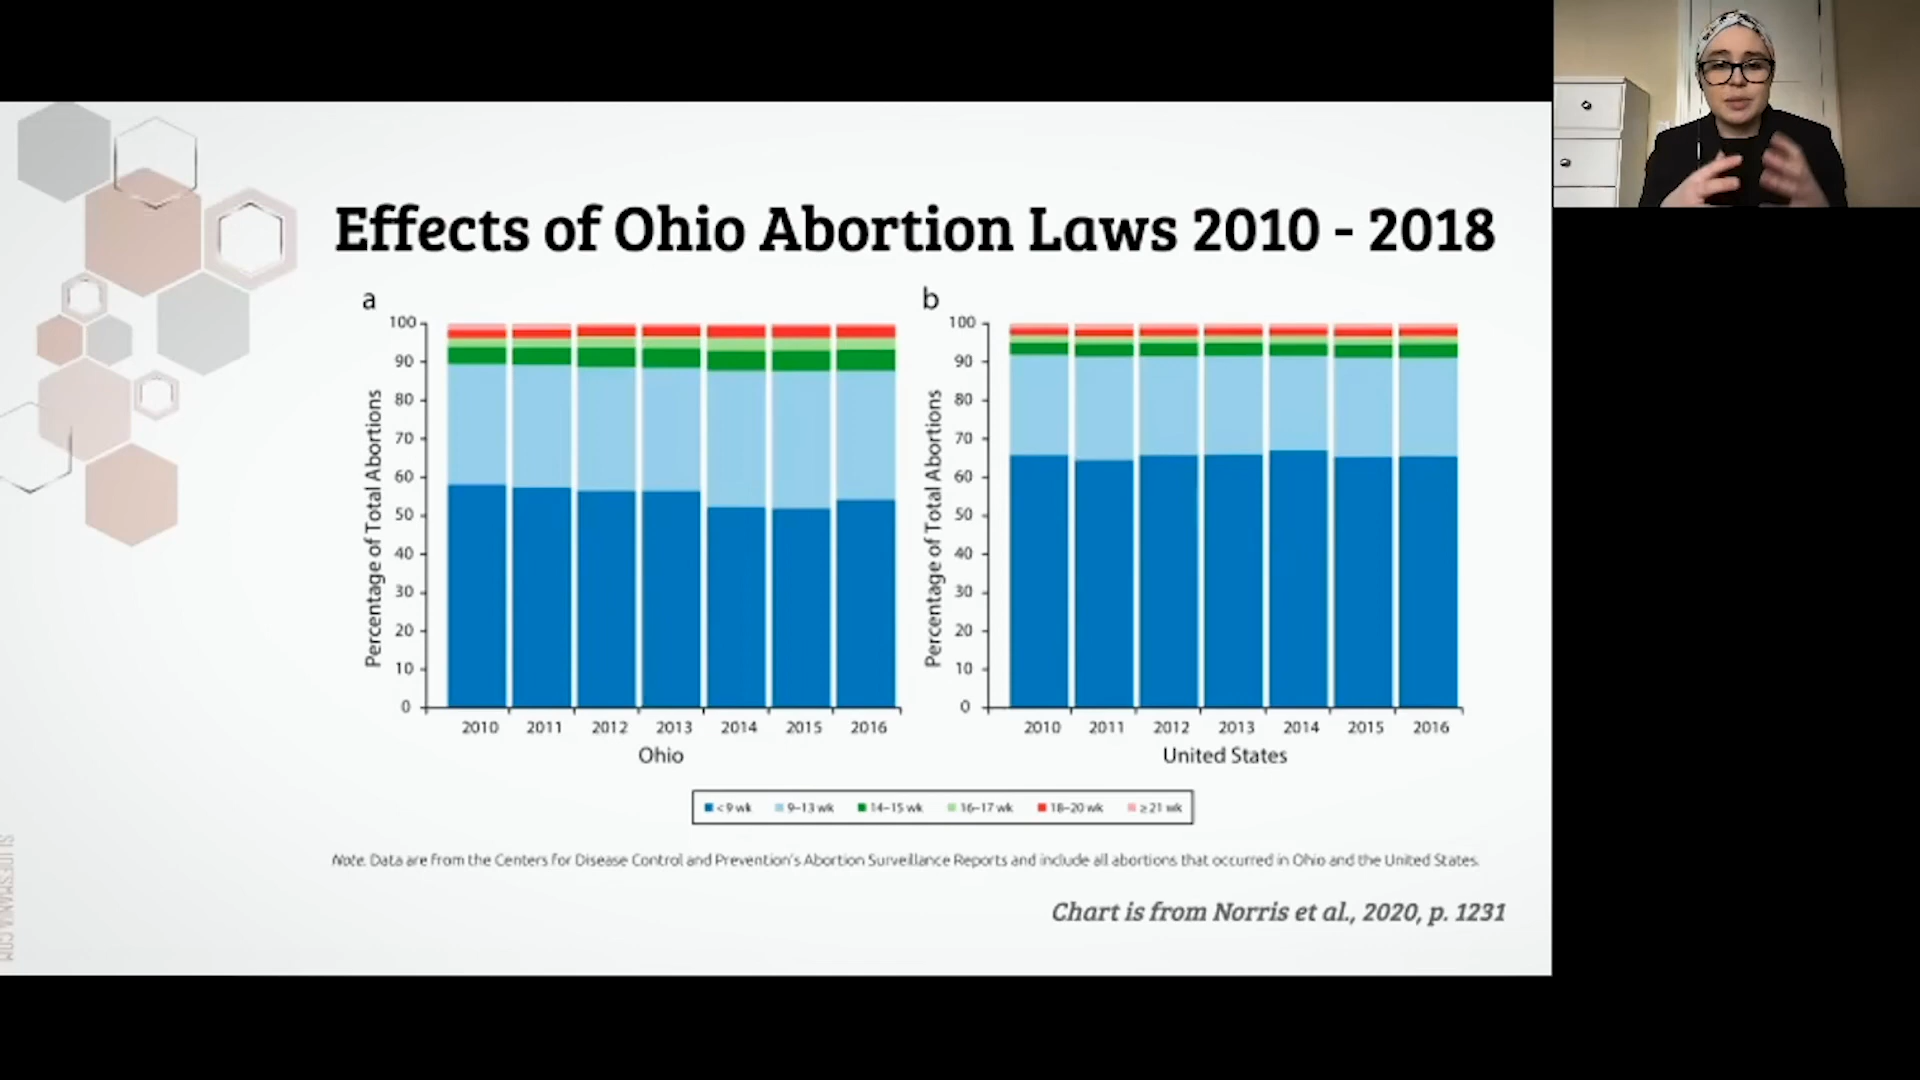 Effects of Ohio Abortion Laws 2010 - 2018
a
100
90
80
70
60
50
40
30
20
10
0
Percentage of Total Abortions
2010 2011 2012 2013 2014 2015 2016
Ohio
b
100
90
80
70
60
50
40
30
20
10
0
Percentage of Total Abortions
2010 2011 2012 2013 2014 2015 2016
United States
< 9 wk 9–13 wk 14–15 wk 16–17 wk 18–20 wk ≥ 21 wk
Note. Data are from the Centers for Disease Control and Prevention's Abortion Surveillance Reports and include all abortions that occurred in Ohio and the United States.
Chart is from Norris et al., 2020, p. 1231
SLIDESMANIA.COM